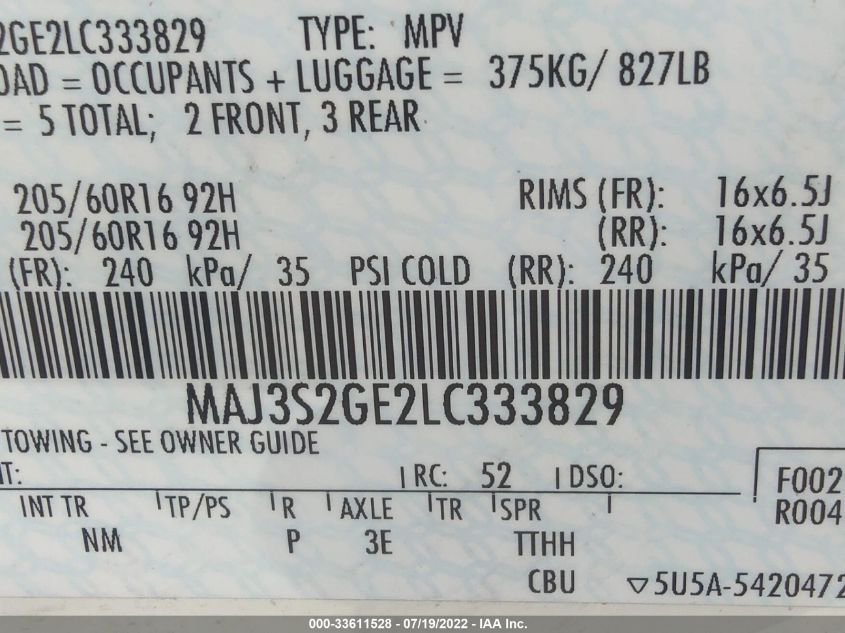 2GE2LC333829 TYPE: MPV
OAD = OCCUPANTS + LUGGAGE = 375KG/ 827LB
= 5 TOTAL; 2 FRONT, 3 REAR
205/60R16 92H RIMS (FR): 16x6.5J
205/60R16 92H (RR): 16x6.5J
(FR): 240 kPa/ 35 PSI COLD (RR): 240 kPa/ 35
MAJ3S2GE2LC333829
TOWING - SEE OWNER GUIDE
T: RC: 52 DSO: F002
INT TR TP/PS R AXLE TR SPR R004
NM P 3E TTHH
CBU ▽5U5A-5420472
000-33611528 - 07/19/2022 - IAA Inc.